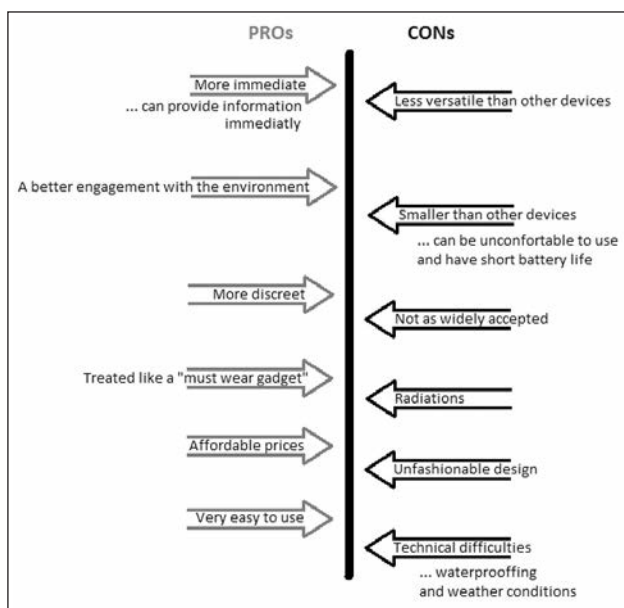 PROs
More immediate
... can provide information
immediatly
A better engagement with the environment
More discreet
Treated like a "must wear gadget"
Affordable prices
Very easy to use
CONs
Less versatile than other devices
Smaller than other devices
... can be unconfortable to use
and have short battery life
Not as widely accepted
Radiations
Unfashionable design
Technical difficulties
... waterprooffing
and weather conditions